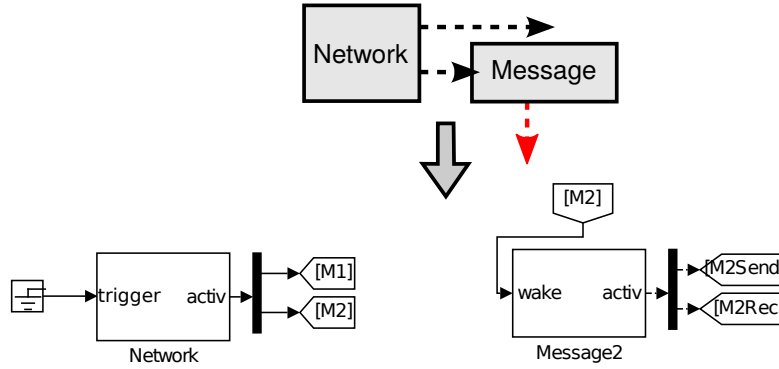 Network
Message
[M2]
trigger activ
[M1]
[M2]
Network
wake activ
[M2Send
[M2Rec
Message2